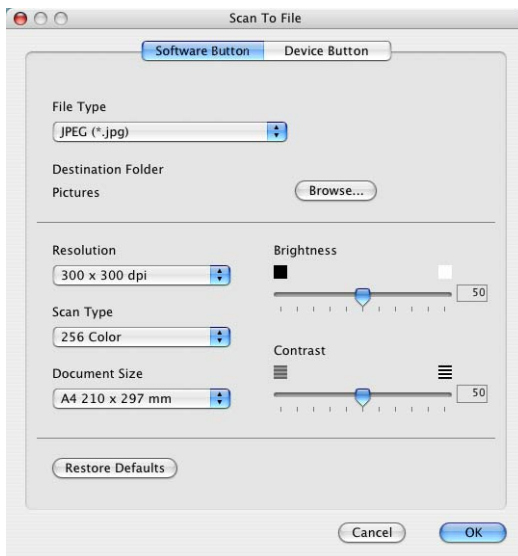 Scan To File
Software Button Device Button
File Type
JPEG (*.jpg)
Destination Folder
Pictures Browse...
Resolution Brightness
300 x 300 dpi 50
Scan Type
256 Color
Contrast
Document Size
A4 210 x 297 mm 50
Restore Defaults
Cancel OK